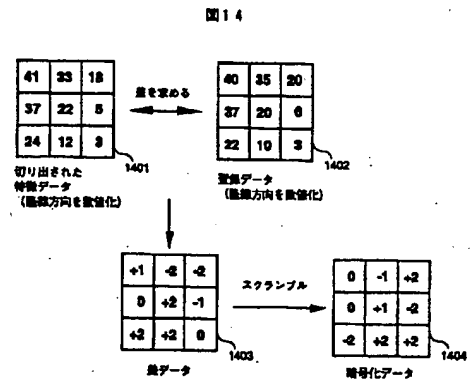 図14
41 33 18
37 22 5
24 12 3
差を求める
40 35 20
37 20 6
22 10 3
1401
切り出された
特徴データ
(隆線方向を数値化)
1402
登録データ
(隆線方向を数値化)
+1 -2 -2
0 +2 -1
+2 +2 0
スクランブル
0 -1 +2
0 +1 -2
-2 +2 +2
1403
差データ
1404
暗号化データ